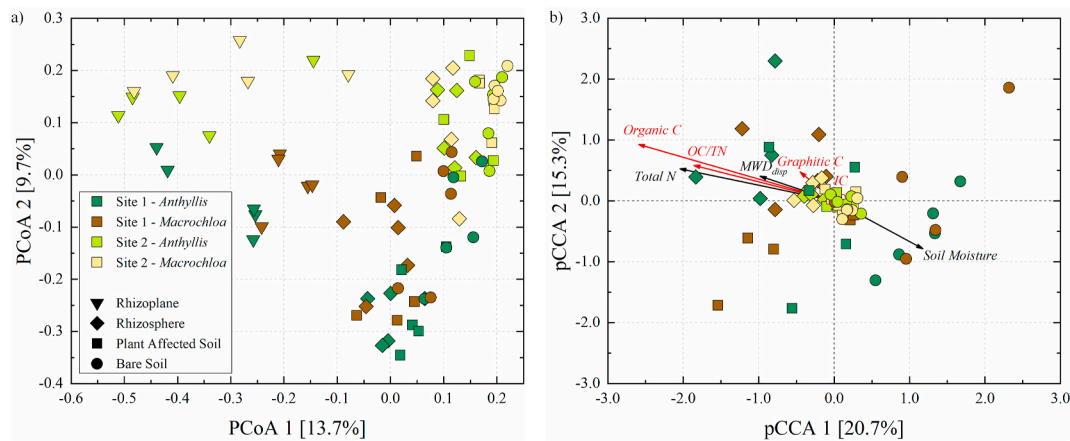 a)
0.3
0.2
0.1
0.0
-0.1
-0.2
-0.3
-0.4
PCoA 2 [9.7%]
Site 1 - Anthyllis
Site 1 - Macrochloa
Site 2 - Anthyllis
Site 2 - Macrochloa
Rhizoplane
Rhizosphere
Plant Affected Soil
Bare Soil
-0.6 -0.5 -0.4 -0.3 -0.2 -0.1 0.0 0.1 0.2
PCoA 1 [13.7%]
b)
3.0
2.0
1.0
0.0
-1.0
-2.0
-3.0
pCCA 2 [15.3%]
Organic C
OC/TN
Graphitic C
MWDdisp
Total N
IC
Soil Moisture
-3.0 -2.0 -1.0 0.0 1.0 2.0 3.0
pCCA 1 [20.7%]